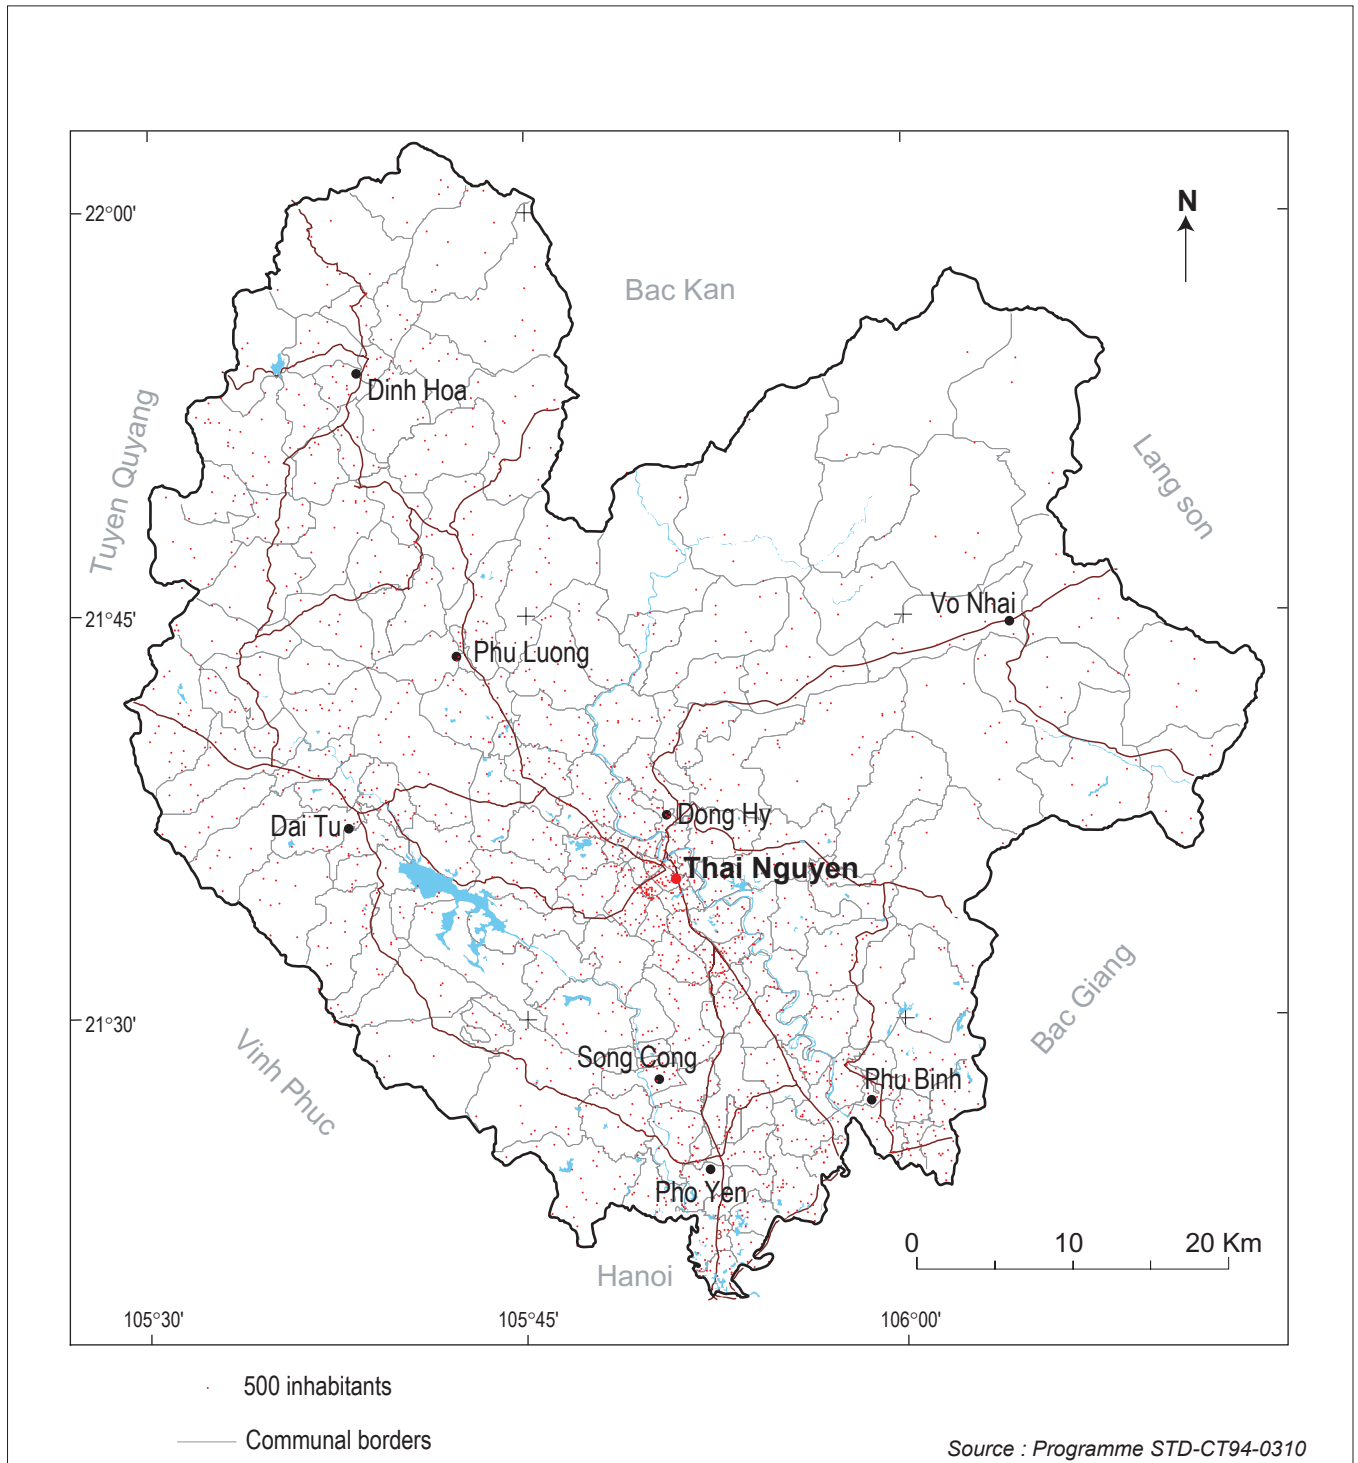 22°00'
N
Bac Kan
Dinh Hoa
Tuyen Quyang
Lang son
21°45'
Vo Nhai
Phu Luong
Dong Hy
Dai Tu
Thai Nguyen
Bac Giang
21°30'
Vinh Phuc
Song Cong
Phu Binh
Pho Yen
3
0 10 20 Km
Hanoi
105°30' 105°45' 106°00'
500 inhabitants
Communal borders
Source : Programme STD-CT94-0310